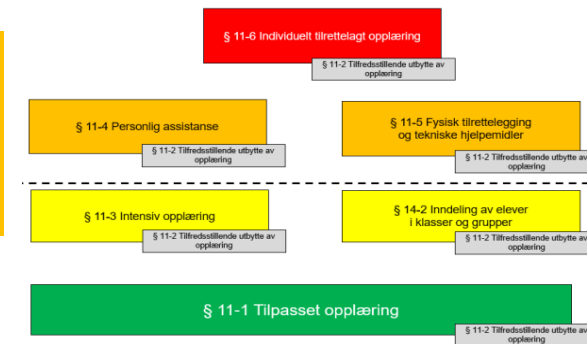 § 11-6 Individuelt tilrettelagt opplæring
§ 11-2 Tilfredsstillende utbytte av
opplæring
§ 11-4 Personlig assistanse
§ 11-2 Tilfredsstillende utbytte av
opplæring
§ 11-5 Fysisk tilrettelegging
og tekniske hjelpemidler
§ 11-2 Tilfredsstillende utbytte av
opplæring
§ 11-3 Intensiv opplæring
§ 11-2 Tilfredsstillende utbytte av
opplæring
§ 14-2 Inndeling av elever
i klasser og grupper
§ 11-2 Tilfredsstillende utbytte av
opplæring
§ 11-1 Tilpasset opplæring
§ 11-2 Tilfredsstillende utbytte av
opplæring